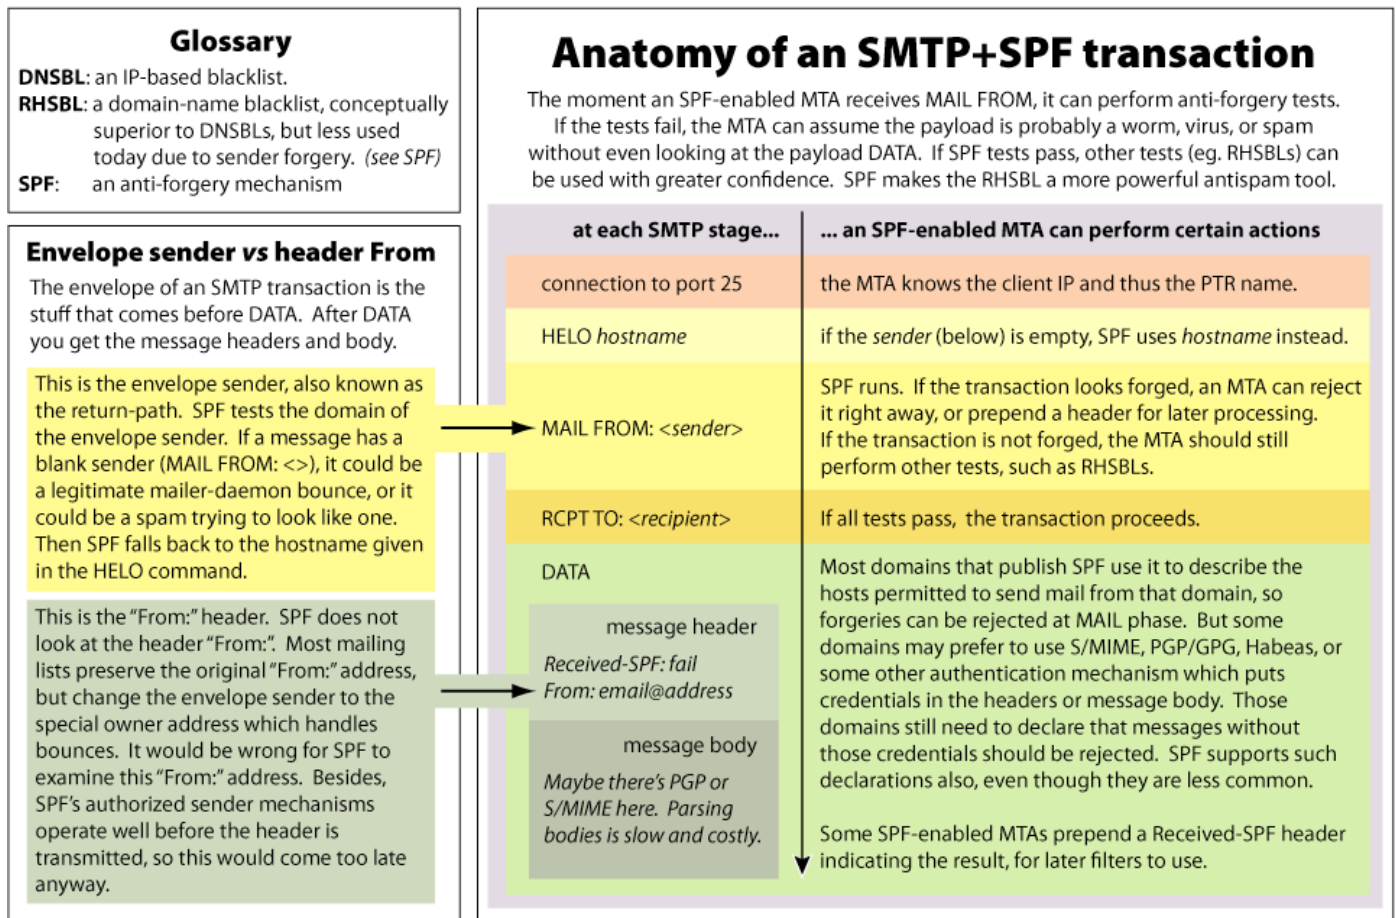 Glossary
DNSBL: an IP-based blacklist.
RHSBL: a domain-name blacklist, conceptually
superior to DNSBLs, but less used
today due to sender forgery. (see SPF)
SPF: an anti-forgery mechanism
Envelope sender vs header From
The envelope of an SMTP transaction is the
stuff that comes before DATA. After DATA
you get the message headers and body.
This is the envelope sender, also known as
the return-path. SPF tests the domain of
the envelope sender. If a message has a
blank sender (MAIL FROM: <>), it could be
a legitimate mailer-daemon bounce, or it
could be a spam trying to look like one.
Then SPF falls back to the hostname given
in the HELO command.
This is the “From:” header. SPF does not
look at the header “From:”. Most mailing
lists preserve the original “From:” address,
but change the envelope sender to the
special owner address which handles
bounces. It would be wrong for SPF to
examine this “From:” address. Besides,
SPF’s authorized sender mechanisms
operate well before the header is
transmitted, so this would come too late
anyway.
Anatomy of an SMTP+SPF transaction
The moment an SPF-enabled MTA receives MAIL FROM, it can perform anti-forgery tests.
If the tests fail, the MTA can assume the payload is probably a worm, virus, or spam
without even looking at the payload DATA. If SPF tests pass, other tests (eg. RHSBLs) can
be used with greater confidence. SPF makes the RHSBL a more powerful antispam tool.
at each SMTP stage...
... an SPF-enabled MTA can perform certain actions
connection to port 25
the MTA knows the client IP and thus the PTR name.
HELO hostname
if the sender (below) is empty, SPF uses hostname instead.
MAIL FROM: <sender>
SPF runs. If the transaction looks forged, an MTA can reject
it right away, or prepend a header for later processing.
If the transaction is not forged, the MTA should still
perform other tests, such as RHSBLs.
RCPT TO: <recipient>
If all tests pass, the transaction proceeds.
DATA
message header
Received-SPF: fail
From: email@address
message body
Maybe there’s PGP or
S/MIME here. Parsing
bodies is slow and costly.
Most domains that publish SPF use it to describe the
hosts permitted to send mail from that domain, so
forgeries can be rejected at MAIL phase. But some
domains may prefer to use S/MIME, PGP/GPG, Habeas, or
some other authentication mechanism which puts
credentials in the headers or message body. Those
domains still need to declare that messages without
those credentials should be rejected. SPF supports such
declarations also, even though they are less common.
Some SPF-enabled MTAs prepend a Received-SPF header
indicating the result, for later filters to use.